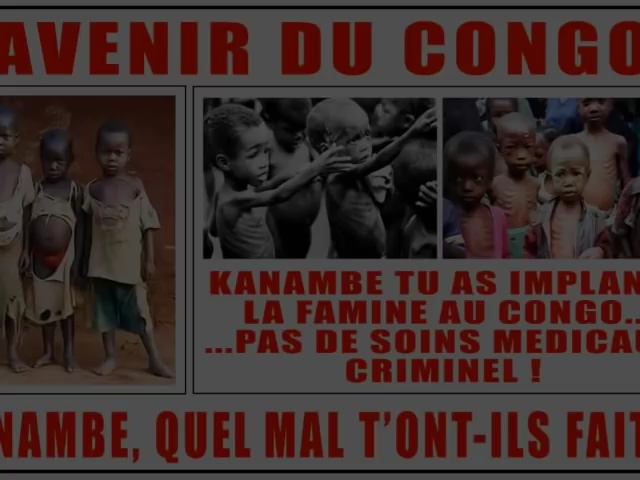 AVENIR DU CONGO
KANAMBE TU AS IMPLAN
LA FAMINE AU CONGO..
...PAS DE SOINS MEDICAU
CRIMINEL !
NAMBE, QUEL MAL T'ONT-ILS FAIT